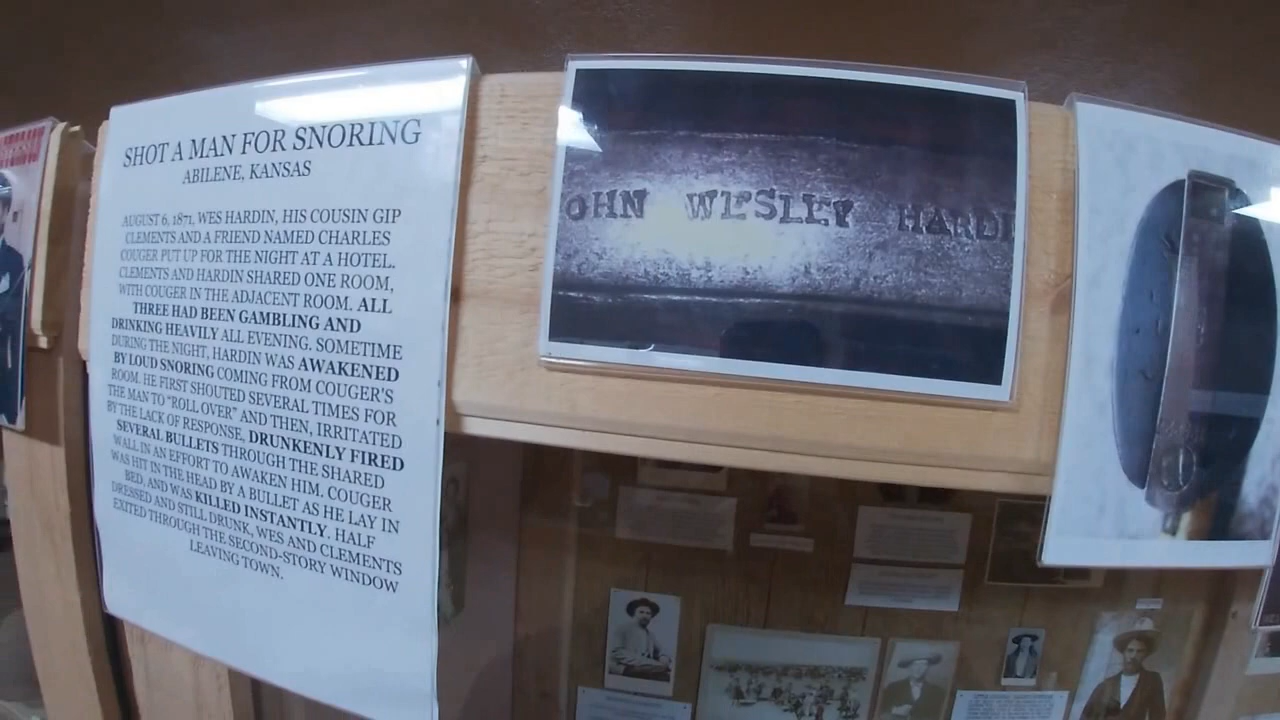 SHOT A MAN FOR SNORING
ABILENE, KANSAS
AUGUST 6, 1871, WES HARDIN, HIS COUSIN GIP
CLEMENTS AND A FRIEND NAMED CHARLES
COUGER PUT UP FOR THE NIGHT AT A HOTEL.
CLEMENTS AND HARDIN SHARED ONE ROOM,
WITH COUGER IN THE ADJACENT ROOM. ALL
THREE HAD BEEN GAMBLING AND
DRINKING HEAVILY ALL EVENING. SOMETIME
DURING THE NIGHT, HARDIN WAS AWAKENED
BY LOUD SNORING COMING FROM COUGER'S
ROOM. HE FIRST SHOUTED SEVERAL TIMES FOR
THE MAN TO "ROLL OVER" AND THEN, IRRITATED
BY THE LACK OF RESPONSE, DRUNKENLY FIRED
SEVERAL BULLETS THROUGH THE SHARED
WALL IN AN EFFORT TO AWAKEN HIM. COUGER
WAS HIT IN THE HEAD BY A BULLET AS HE LAY IN
BED, AND WAS KILLED INSTANTLY. HALF
DRESSED AND STILL DRUNK, WES AND CLEMENTS
EXITED THROUGH THE SECOND-STORY WINDOW
LEAVING TOWN.
OHN WESLEY HARDI